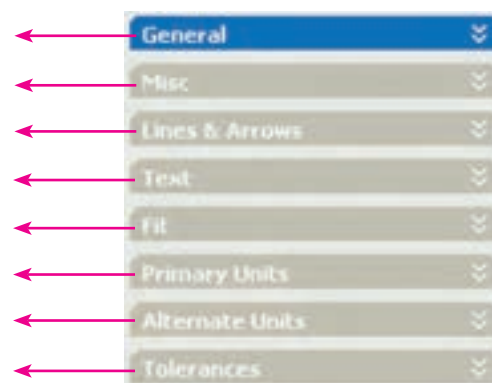 General
Misc
Lines & Arrows
Text
Fit
Primary Units
Alternate Units
Tolerances